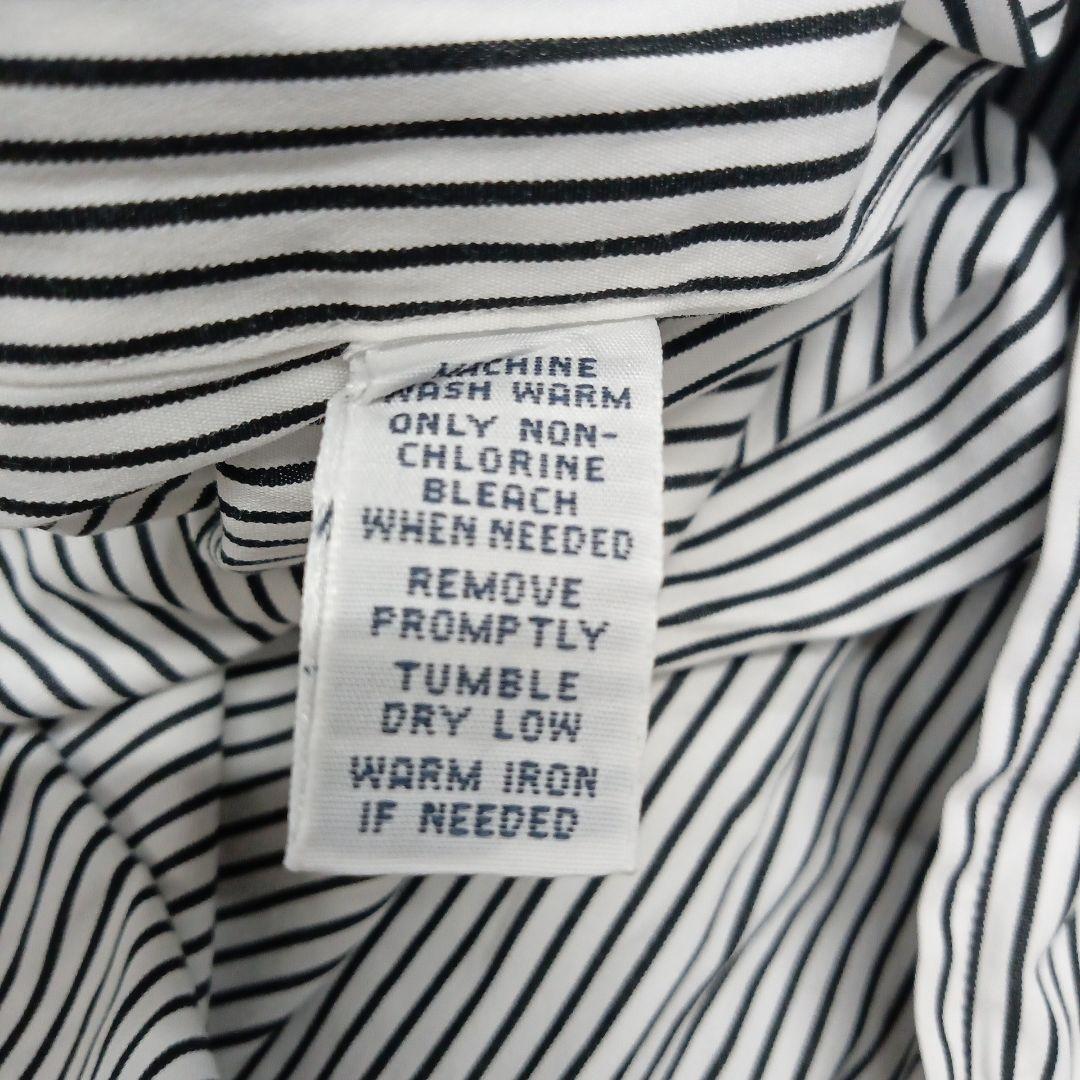 MACHINE
WASH WARM
ONLY NON-
CHLORINE
BLEACH
WHEN NEEDED
REMOVE
PROMPTLY
TUMBLE
DRY LOW
WARM IRON
IF NEEDED